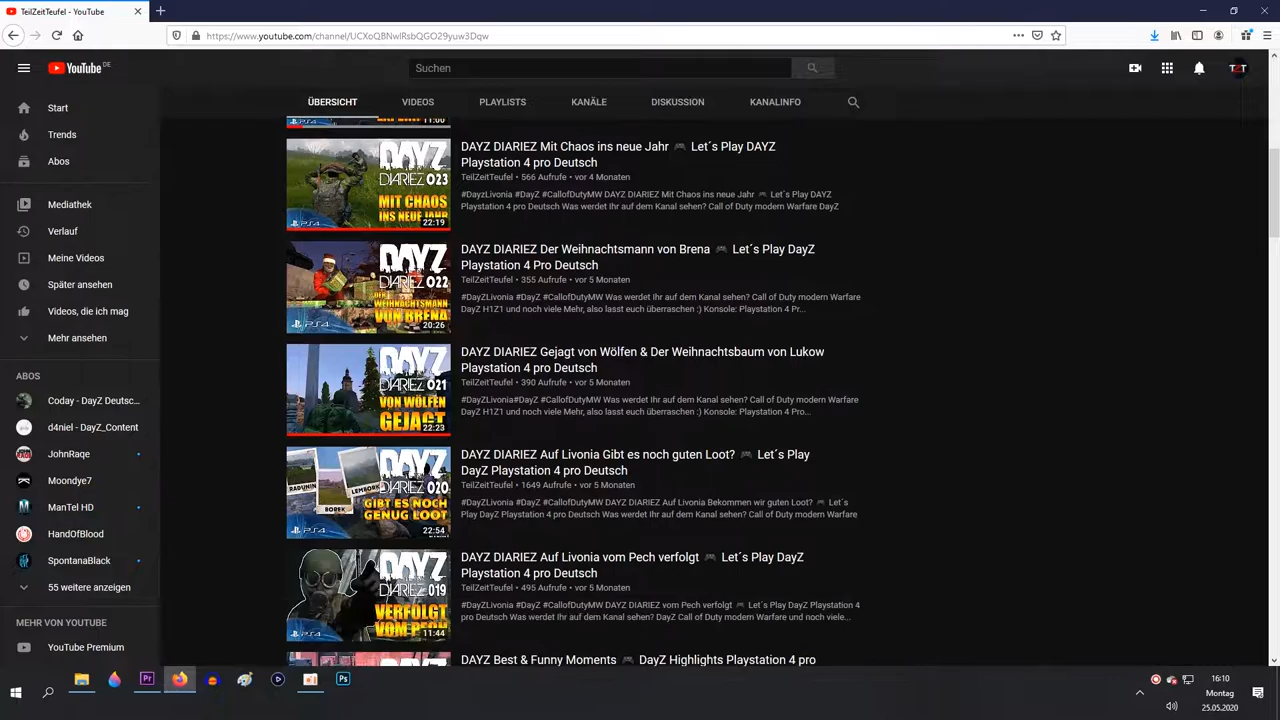 TeilZeitTeufel - YouTube
https://www.youtube.com/channel/UCXoQBNwIRsbQGO29yuw3Dqw
YouTube DE
Suchen
TZT
ÜBERSICHT VIDEOS PLAYLISTS KANÄLE DISKUSSION KANALINFO
Start
Trends
Abos
Mediathek
Verlauf
Meine Videos
Später ansehen
Videos, die ich mag
Mehr ansehen
ABOS
Coday - DayZ Deutsc...
d4niel - DayZ_Content
JohnRaqe
Moondye7
ManTel HD
HandOfBlood
SpontanaBlack
55 weitere anzeigen
MEHR VON YOUTUBE
YouTube Premium
PS4
11:00
DAYZ
DIARIEZ 023
MIT CHAOS
INS NEUE JAHR
PS4
22:19
DAYZ DIARIEZ Mit Chaos ins neue Jahr 🎮 Let´s Play DAYZ
Playstation 4 pro Deutsch
TeilZeitTeufel • 566 Aufrufe • vor 4 Monaten
#DayzLivonia #DayZ #CallofDutyMW DAYZ DIARIEZ Mit Chaos ins neue Jahr 🎮 Let´s Play DAYZ
Playstation 4 pro Deutsch Was werdet Ihr auf dem Kanal sehen? Call of Duty modern Warfare DayZ
DAYZ
DIARIEZ 022
DER
WEIHNACHTSMANN
VON BRENA
PS4
20:26
DAYZ DIARIEZ Der Weihnachtsmann von Brena 🎮 Let´s Play DayZ
Playstation 4 Pro Deutsch
TeilZeitTeufel • 355 Aufrufe • vor 5 Monaten
#DayZLivonia #DayZ #CallofDutyMW Was werdet Ihr auf dem Kanal sehen? Call of Duty modern Warfare
DayZ H1Z1 und noch viele Mehr, also lasst euch überraschen :) Konsole: Playstation 4 Pr...
DAYZ
DIARIEZ 021
VON WÖLFEN
GEJAGT
22:23
DAYZ DIARIEZ Gejagt von Wölfen & Der Weihnachtsbaum von Lukow
Playstation 4 pro Deutsch
TeilZeitTeufel • 390 Aufrufe • vor 5 Monaten
#DayZLivonia#DayZ #CallofDutyMW Was werdet Ihr auf dem Kanal sehen? Call of Duty modern Warfare
DayZ H1Z1 und noch viele Mehr, also lasst euch überraschen :) Konsole: Playstation 4 Pro...
DAYZ
DIARIEZ 020
RADUNIN
LEMBORK
BOREK
GIBT ES NOCH
GENUG LOOT
PS4
22:54
DAYZ DIARIEZ Auf Livonia Gibt es noch guten Loot? 🎮 Let´s Play
DayZ Playstation 4 pro Deutsch
TeilZeitTeufel • 1649 Aufrufe • vor 5 Monaten
#DayZLivonia #DayZ #CallofDutyMW DAYZ DIARIEZ Auf Livonia Bekommen wir guten Loot? 🎮 Let´s
Play DayZ Playstation 4 pro Deutsch Was werdet Ihr auf dem Kanal sehen? Call of Duty modern Warfare
DAYZ
DIARIEZ 019
VERFOLGT
VOM PECH
PS4
11:44
DAYZ DIARIEZ Auf Livonia vom Pech verfolgt 🎮 Let´s Play DayZ
Playstation 4 pro Deutsch
TeilZeitTeufel • 495 Aufrufe • vor 5 Monaten
#DayZLivonia #DayZ #CallofDutyMW DAYZ DIARIEZ vom Pech verfolgt 🎮 Let´s Play DayZ Playstation 4
pro Deutsch Was werdet Ihr auf dem Kanal sehen? DayZ Call of Duty modern Warfare und noch viele...
DAYZ Best & Funny Moments 🎮 DayZ Highlights Playstation 4 pro
Pr
Ps
16:10
Montag
25.05.2020